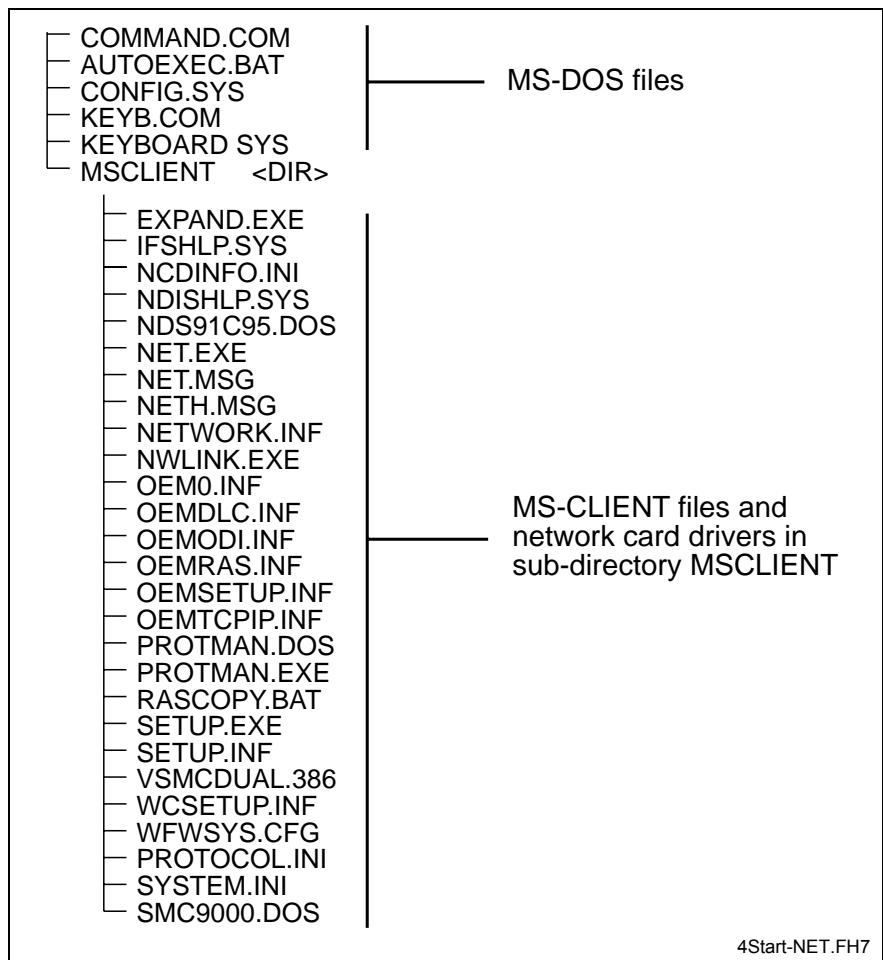 COMMAND.COM
AUTOEXEC.BAT
CONFIG.SYS
KEYB.COM
KEYBOARD SYS
MSCLIENT <DIR>
MS-DOS files
EXPAND.EXE
IFSHLP.SYS
NCDINFO.INI
NDISHLP.SYS
NDS91C95.DOS
NET.EXE
NET.MSG
NETH.MSG
NETWORK.INF
NWLINK.EXE
OEM0.INF
OEMDLC.INF
OEMODI.INF
OEMRAS.INF
OEMSETUP.INF
OEMTCPIP.INF
PROTMAN.DOS
PROTMAN.EXE
RASCOPY.BAT
SETUP.EXE
SETUP.INF
VSMCDUAL.386
WCSETUP.INF
WFWSYS.CFG
PROTOCOL.INI
SYSTEM.INI
SMC9000.DOS
MS-CLIENT files and
network card drivers in
sub-directory MSCLIENT
4Start-NET.FH7